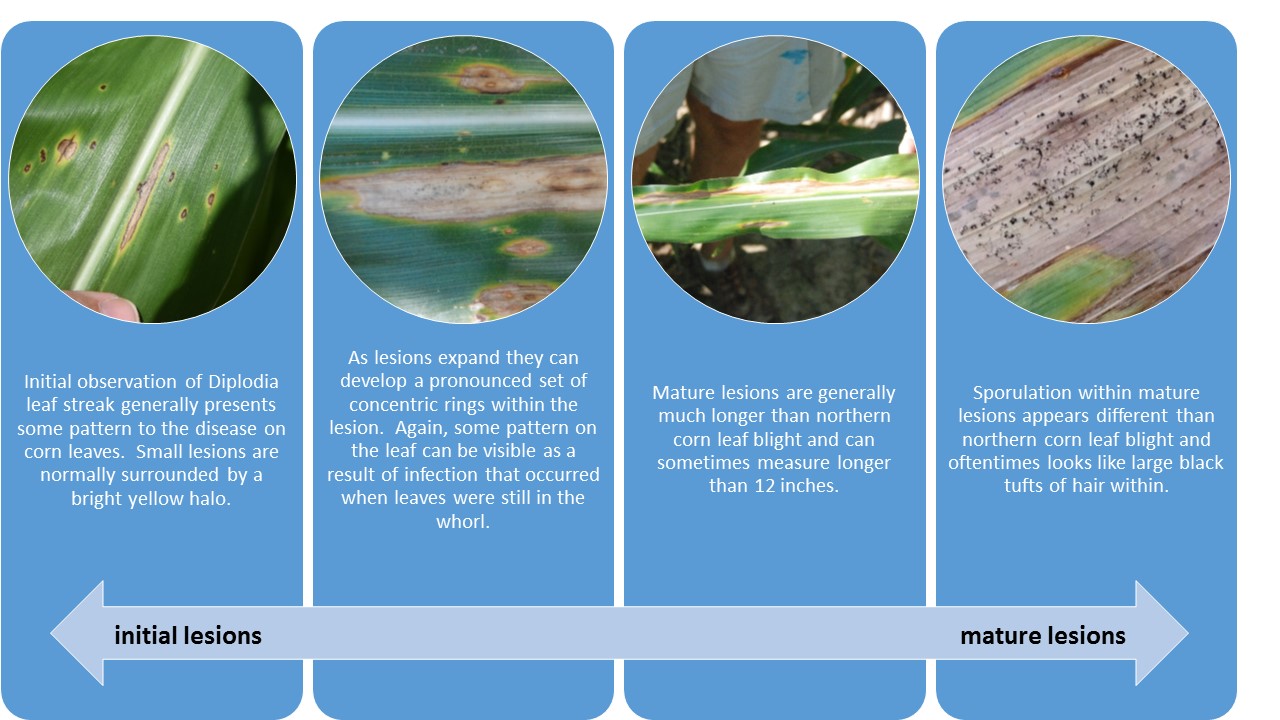 Initial observation of Diplodia
leaf streak generally presents
some pattern to the disease on
corn leaves.  Small lesions are
normally surrounded by a
bright yellow halo.
As lesions expand they can
develop a pronounced set of
concentric rings within the
lesion.  Again, some pattern on
the leaf can be visible as a
result of infection that occurred
when leaves were still in the
whorl.
Mature lesions are generally
much longer than northern
corn leaf blight and can
sometimes measure longer
than 12 inches.
Sporulation within mature
lesions appears different than
northern corn leaf blight and
oftentimes looks like large black
tufts of hair within.
initial lesions
mature lesions